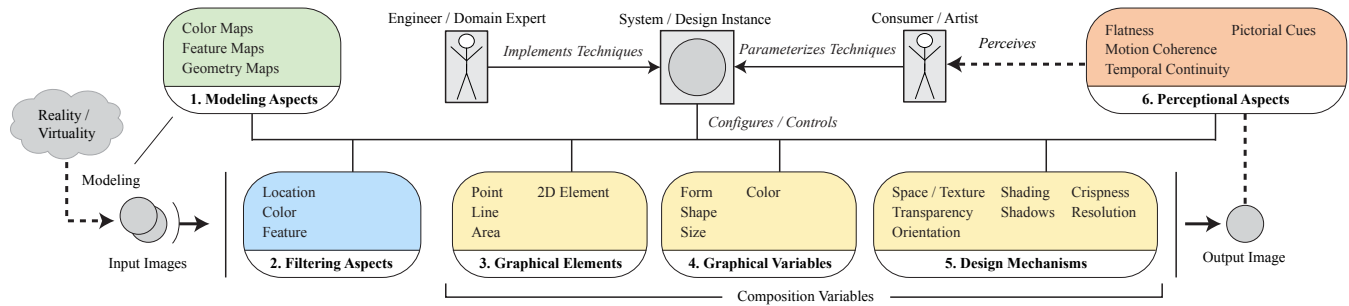 Engineer / Domain Expert
System / Design Instance
Consumer / Artist
Implements Techniques
Parameterizes Techniques
Perceives
Configures / Controls
Color Maps
Feature Maps
Geometry Maps
1. Modeling Aspects
Flatness Pictorial Cues
Motion Coherence
Temporal Continuity
6. Perceptional Aspects
Reality /
Virtuality
Modeling
Input Images
Location
Color
Feature
2. Filtering Aspects
Point 2D Element
Line
Area
3. Graphical Elements
Form Color
Shape
Size
4. Graphical Variables
Space / Texture Shading Crispness
Transparency Shadows Resolution
Orientation
5. Design Mechanisms
Output Image
Composition Variables